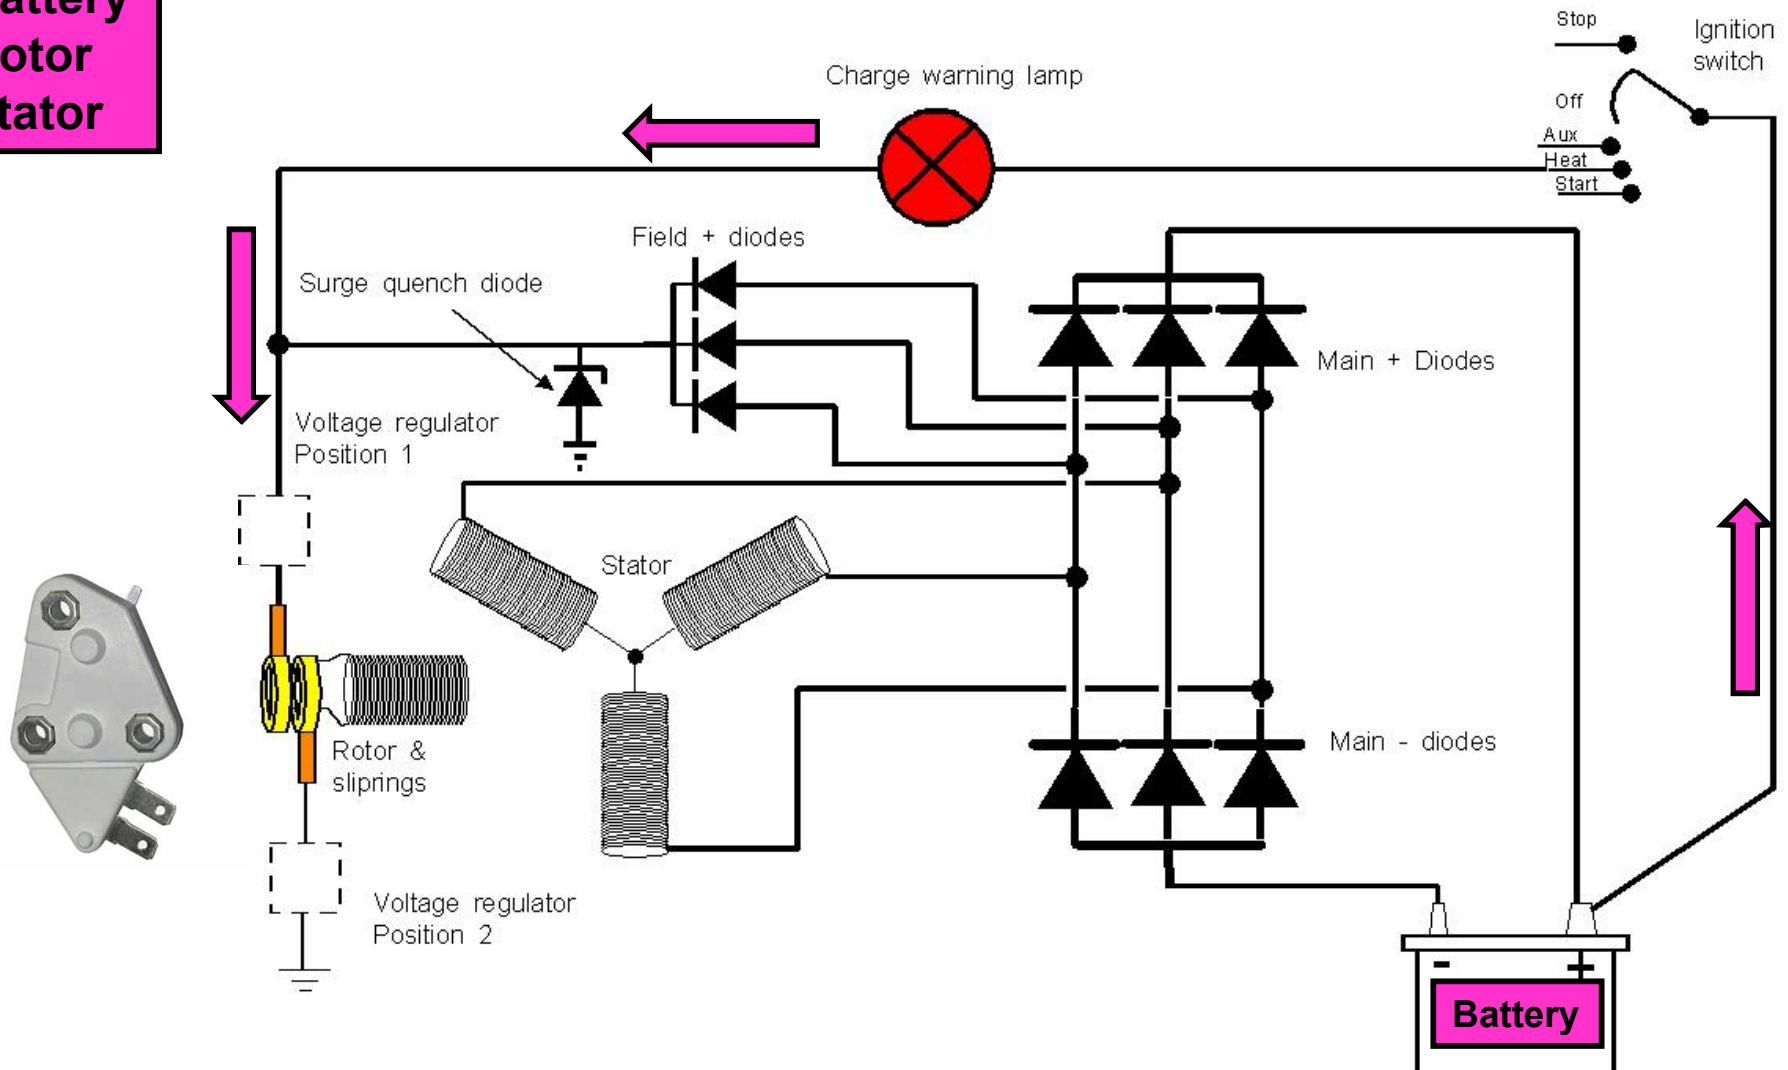 otor
Stop
Ignition
switch
Charge warning lamp
Off
Aux
Heat
Start
Field + diodes
Surge quench diode
Main + Diodes
Voltage regulator
Position 1
Stator
Rotor &
sliprings
Main - diodes
Voltage regulator
Position 2
- +
Battery